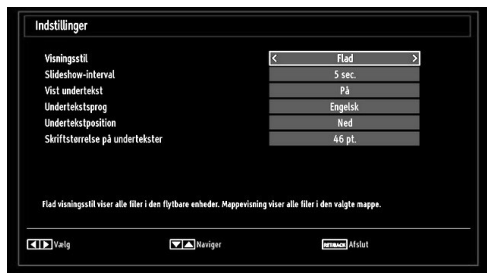 Indstillinger
Visningsstil < Flad >
Slideshow-interval 5 sec.
Vist undertekst På
Undertekstsprog Engelsk
Undertekstposition Ned
Skriftstørrelse på undertekster 46 pt.
Flad visningsstil viser alle filer i den flytbare enheder. Mappevisning viser alle filer i den valgte mappe.
Vælg Naviger RET/BACK Afslut